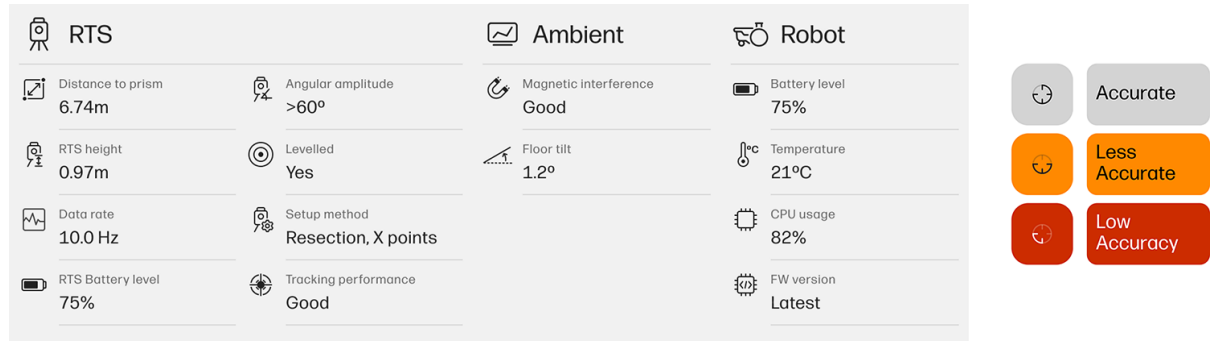 RTS
Distance to prism
6.74m
RTS height
0.97m
Data rate
10.0 Hz
RTS Battery level
75%
Angular amplitude
>60º
Levelled
Yes
Setup method
Resection, X points
Tracking performance
Good
Ambient
Magnetic interference
Good
Floor tilt
1.2º
Robot
Battery level
75%
°C
Temperature
21ºC
CPU usage
82%
FW version
Latest
Accurate
Less
Accurate
Low
Accuracy